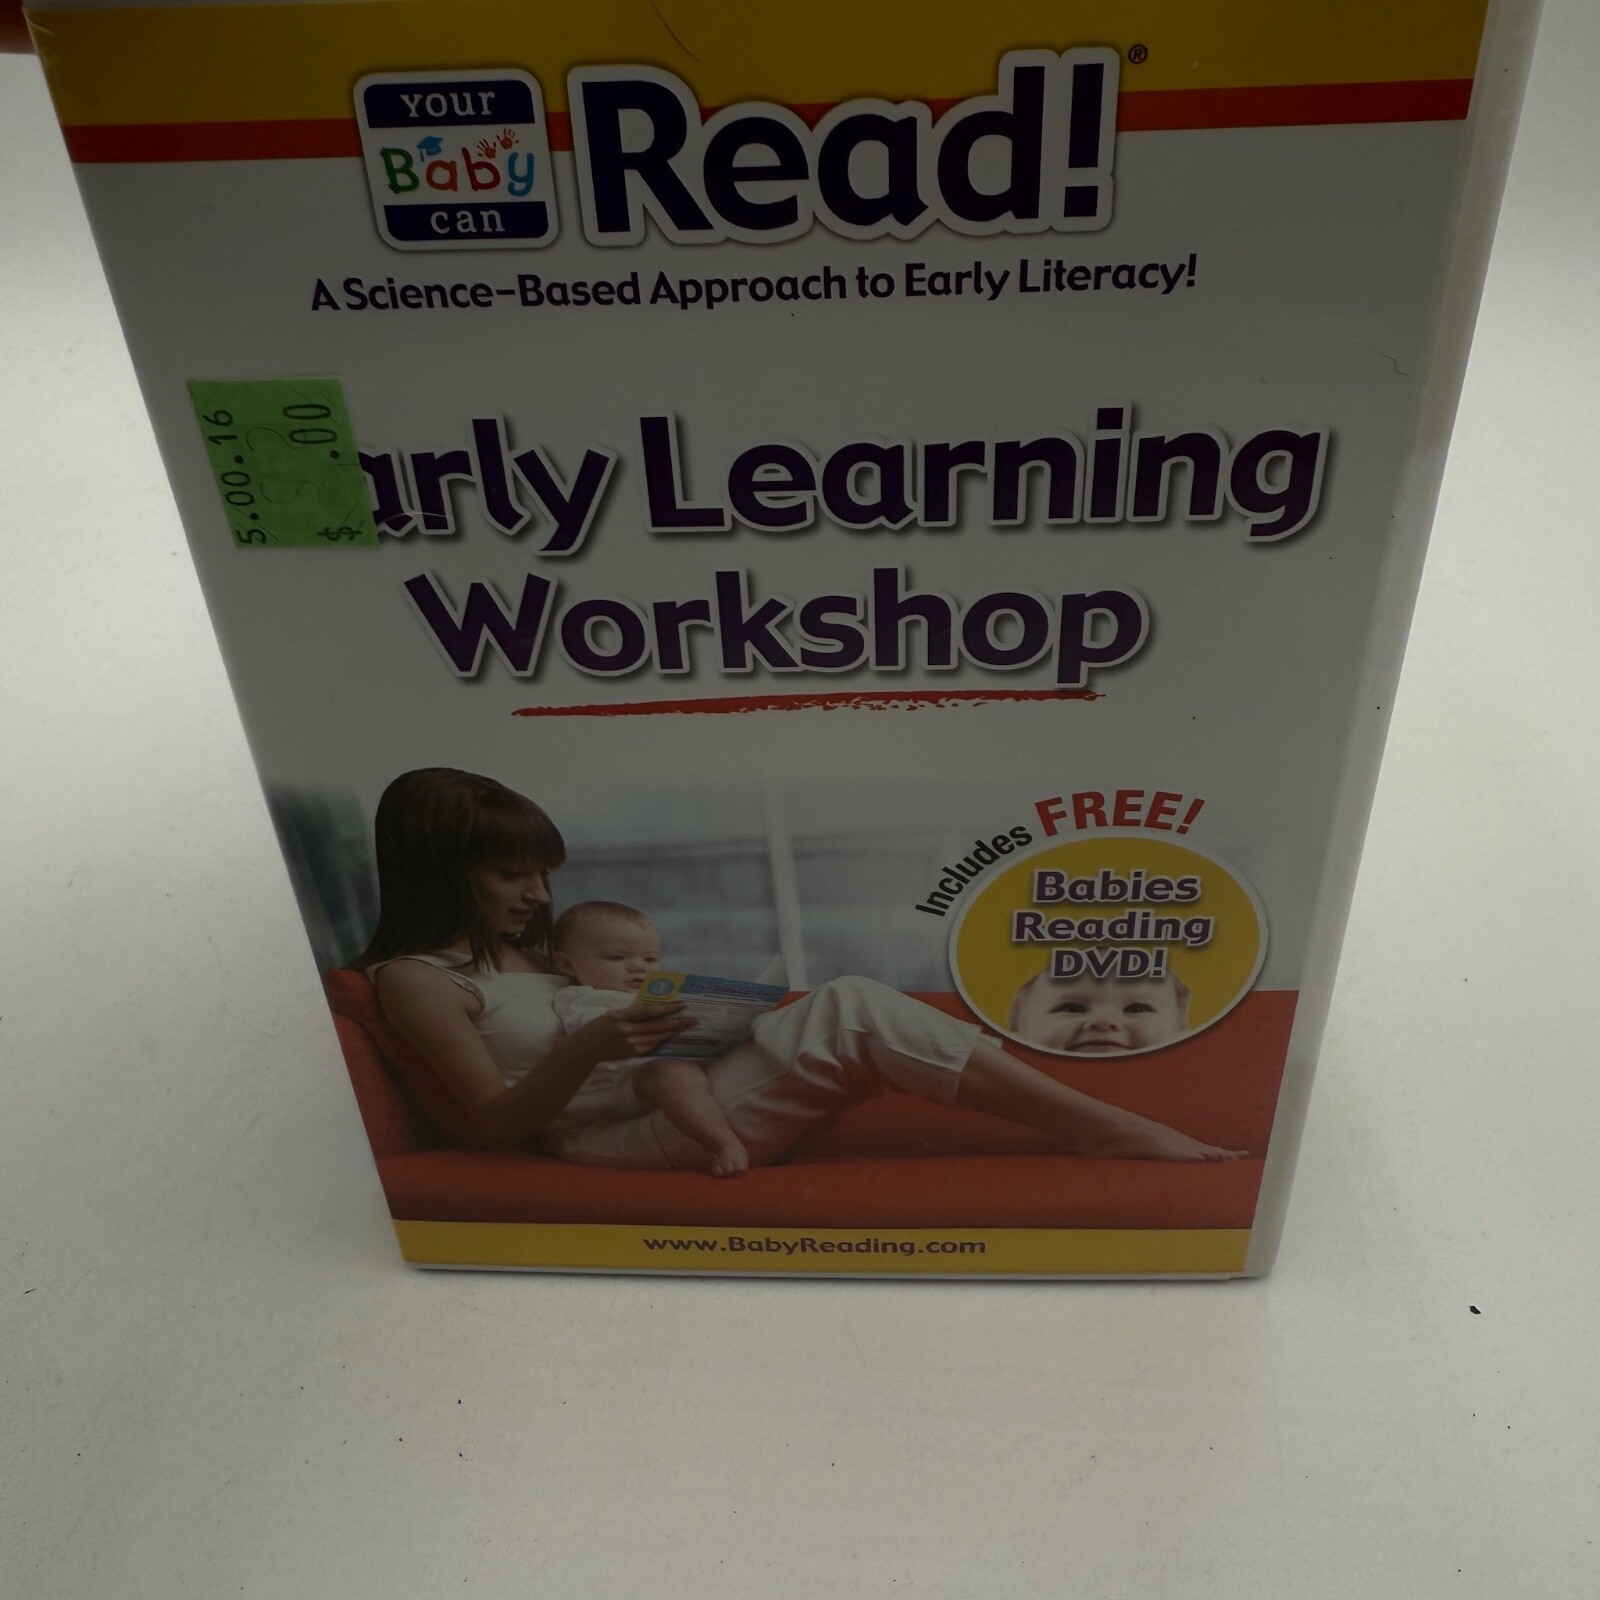 your
Baby
can
Read!®
A Science-Based Approach to Early Literacy!
5.00.16
$ .00
arly Learning
Workshop
Includes FREE!
Babies
Reading
DVD!
www.BabyReading.com